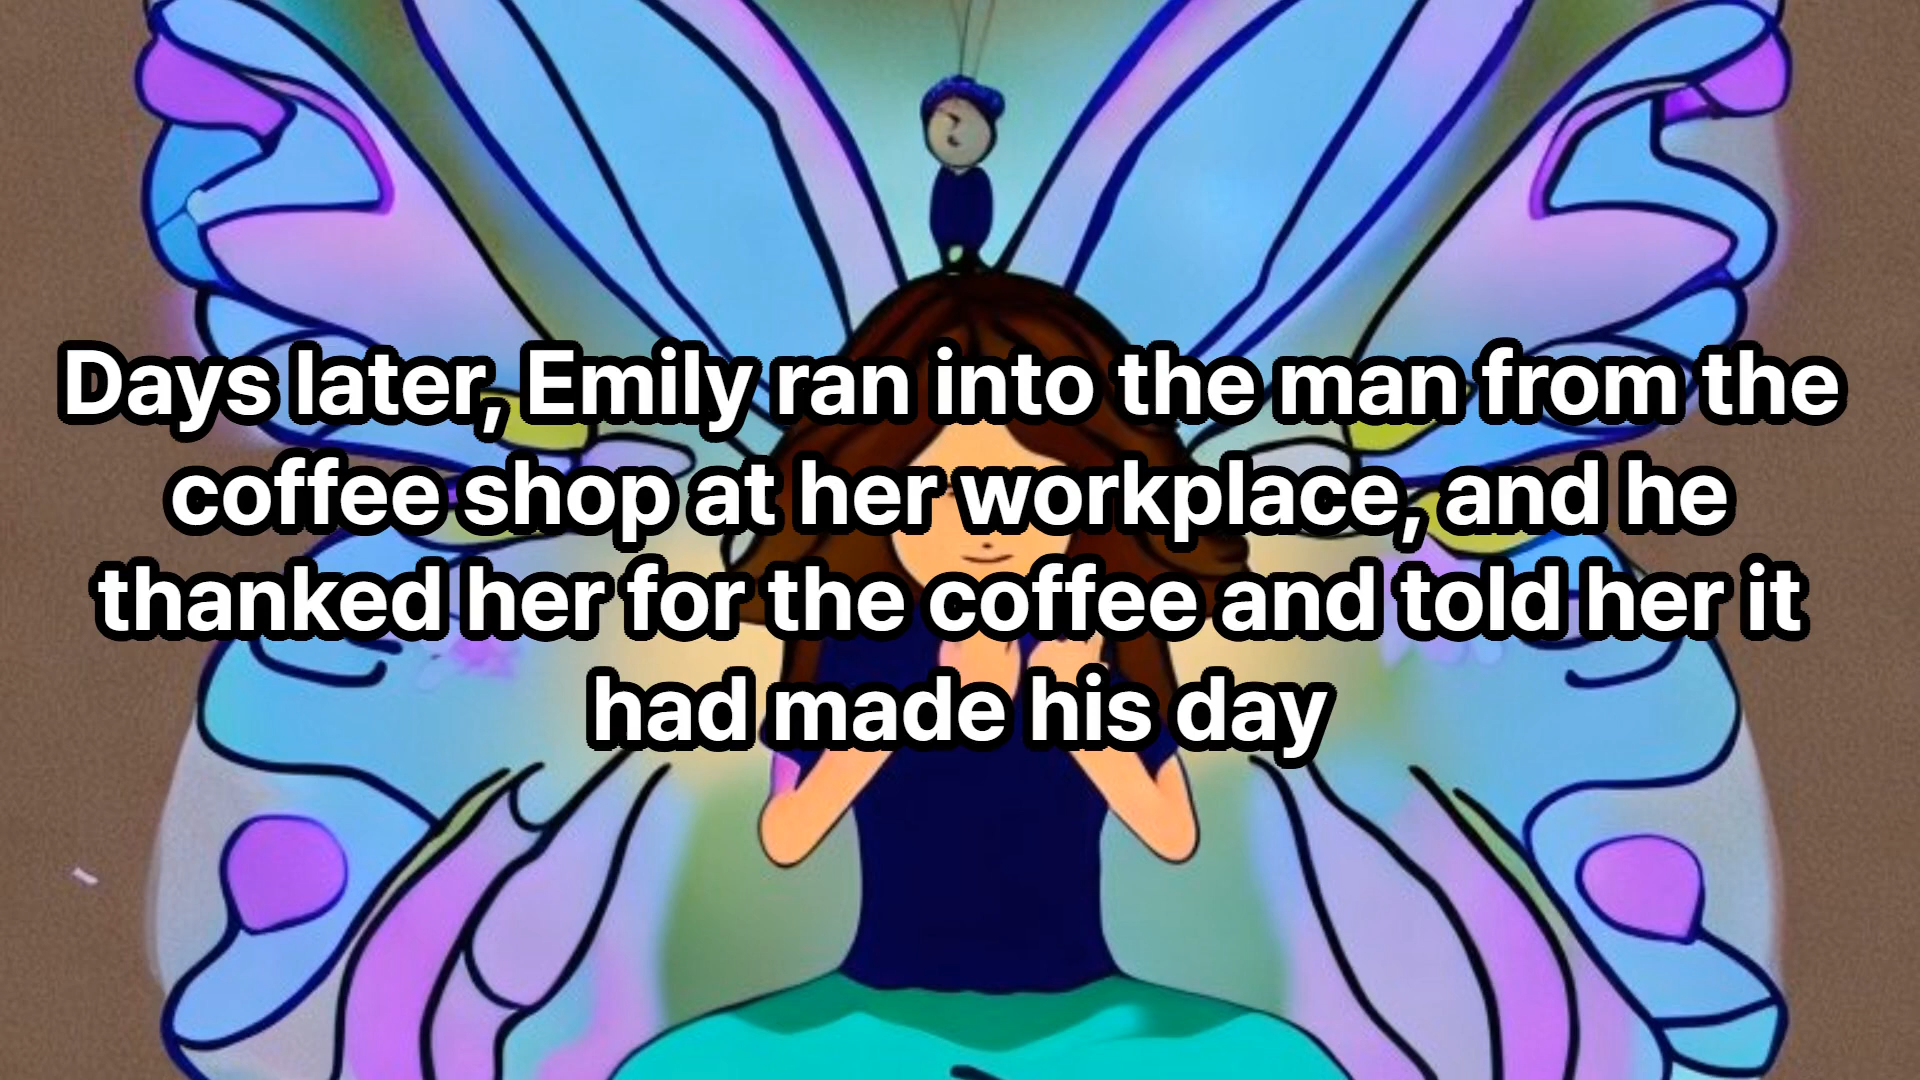 Days later, Emily ran into the man from the
coffee shop at her workplace, and he
thanked her for the coffee and told her it
had made his day